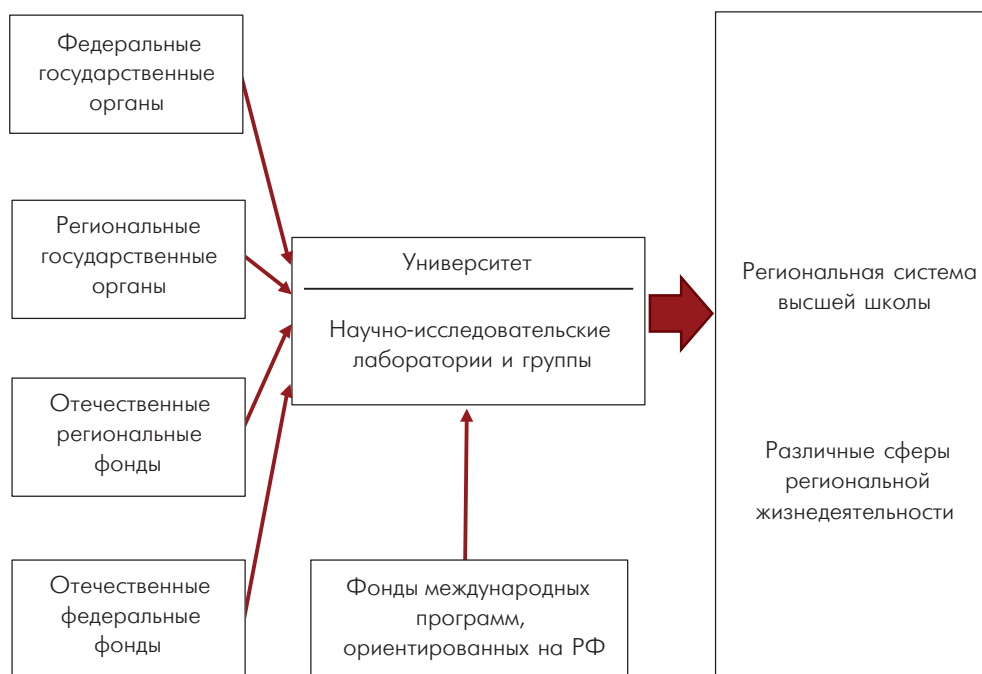 Федеральные
государственные
органы
Региональные
государственные
органы
Отечественные
региональные
фонды
Отечественные
федеральные
фонды
Университет
Научно-исследовательские
лаборатории и группы
Фонды международных
программ,
ориентированных на РФ
Региональная система
высшей школы
Различные сферы
региональной
жизнедеятельности